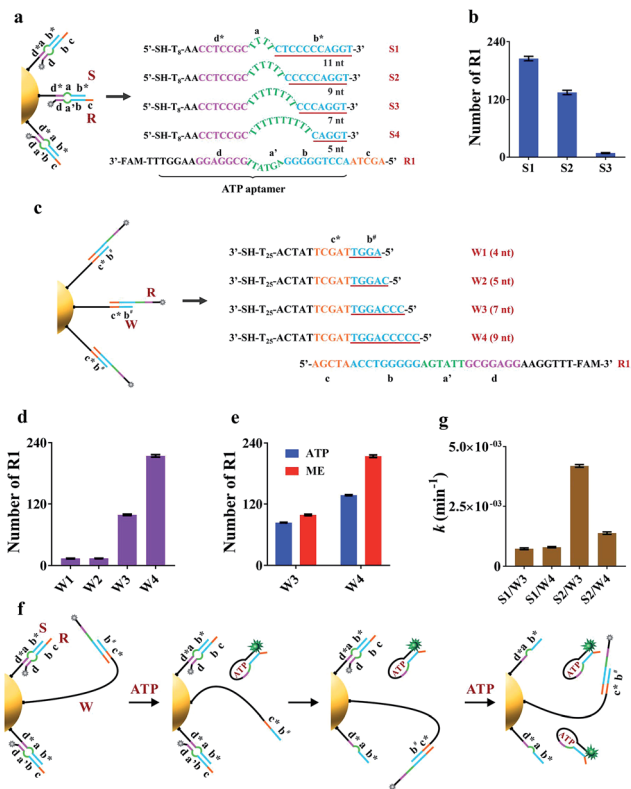 a
d*a b*
b c
d
S
d*a b*
d a'b c
R
d*a b*
d a'b c
d* a b*
5'-SH-T8-AACCTCCGC TTTT CTCCCCCAGGT-3' S1
11 nt
5'-SH-T8-AACCTCCGC CCCCCAGGT-3' S2
9 nt
5'-SH-T8-AACCTCCGC CCCAGGT-3' S3
7 nt
5'-SH-T8-AACCTCCGC CAGGT-3' S4
5 nt
d a' b c
3'-FAM-TTTGGAAGGAGGCGTTATGAGGGGGTCCAATCGA-5' R1
ATP aptamer
b
Number of R1
240
120
0
S1 S2 S3
c
c* b#
R
c* b#
W
c* b#
c* b#
3'-SH-T25-ACTATTCGATTGGA-5' W1 (4 nt)
3'-SH-T25-ACTATTCGATTGGAC-5' W2 (5 nt)
3'-SH-T25-ACTATTCGATTGGACCC-5' W3 (7 nt)
3'-SH-T25-ACTATTCGATTGGACCCCC-5' W4 (9 nt)
5'-AGCTAACCTGGGGGAGTATTGCGGAGGAAGGTTT-FAM-3' R1
c b a' d
d
Number of R1
240
120
0
W1 W2 W3 W4
e
Number of R1
240
120
0
ATP
ME
W3 W4
g
k (min-1)
5.0×10-03
2.5×10-03
0
S1/W3 S1/W4 S2/W3 S2/W4
f
S
d*a b*
R
b c
d
b#
c*
W
d*a b*
d a'b c
ATP
d*a b*
b c
d
ATP
c* b#
d*a b*
d a'b c
d*a b*
b c
d
ATP
b# c*
d*a b*
ATP
d*a b*
ATP
b#
c*
d*a b*
ATP